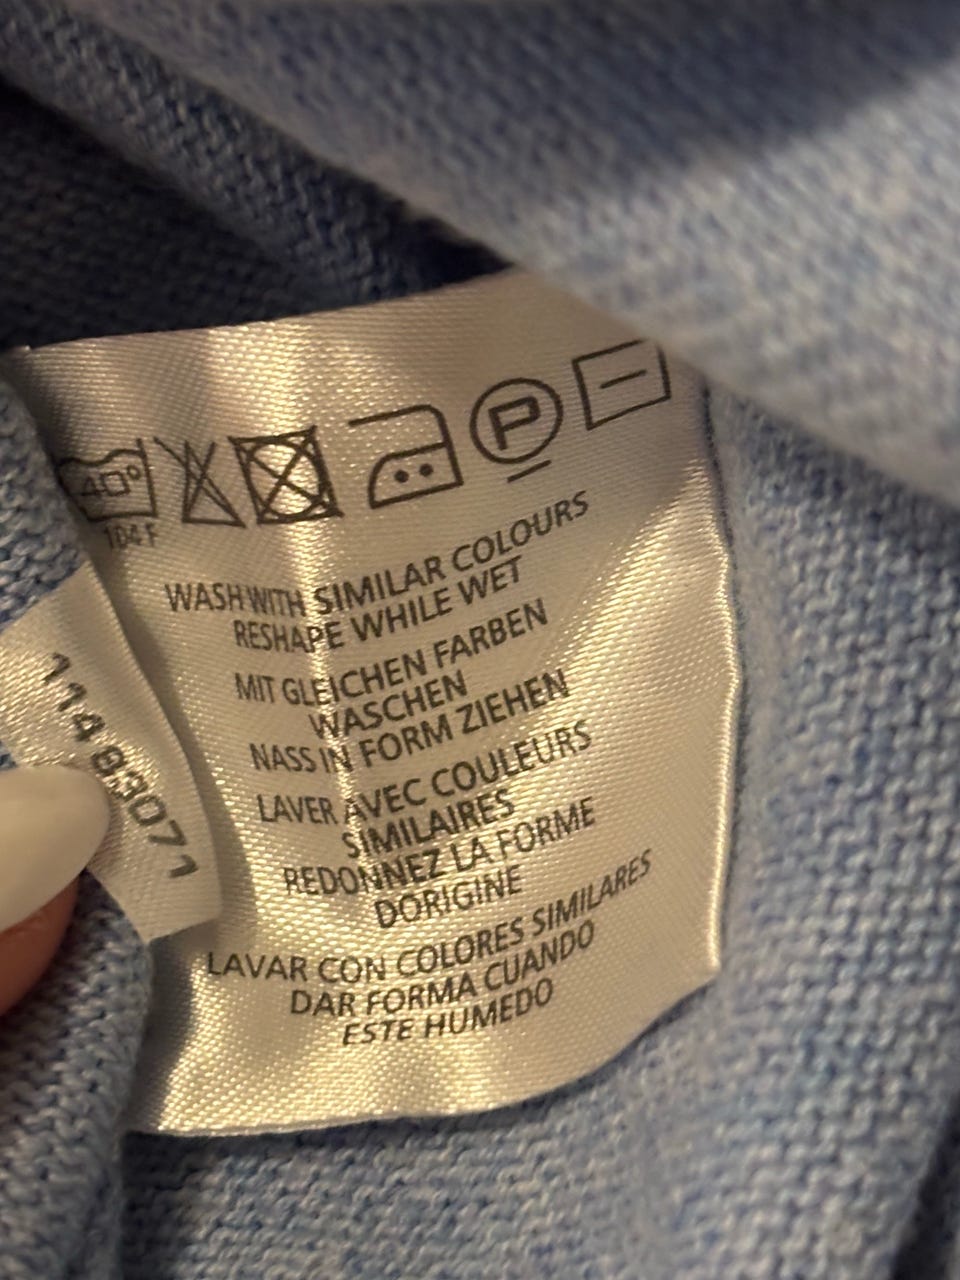 40°
104 F
P
WASH WITH SIMILAR COLOURS
RESHAPE WHILE WET
MIT GLEICHEN FARBEN
WASCHEN
NASS IN FORM ZIEHEN
LAVER AVEC COULEURS
SIMILAIRES
REDONNEZ LA FORME
DORIGINE
LAVAR CON COLORES SIMILARES
DAR FORMA CUANDO
ESTE HUMEDO
11483071